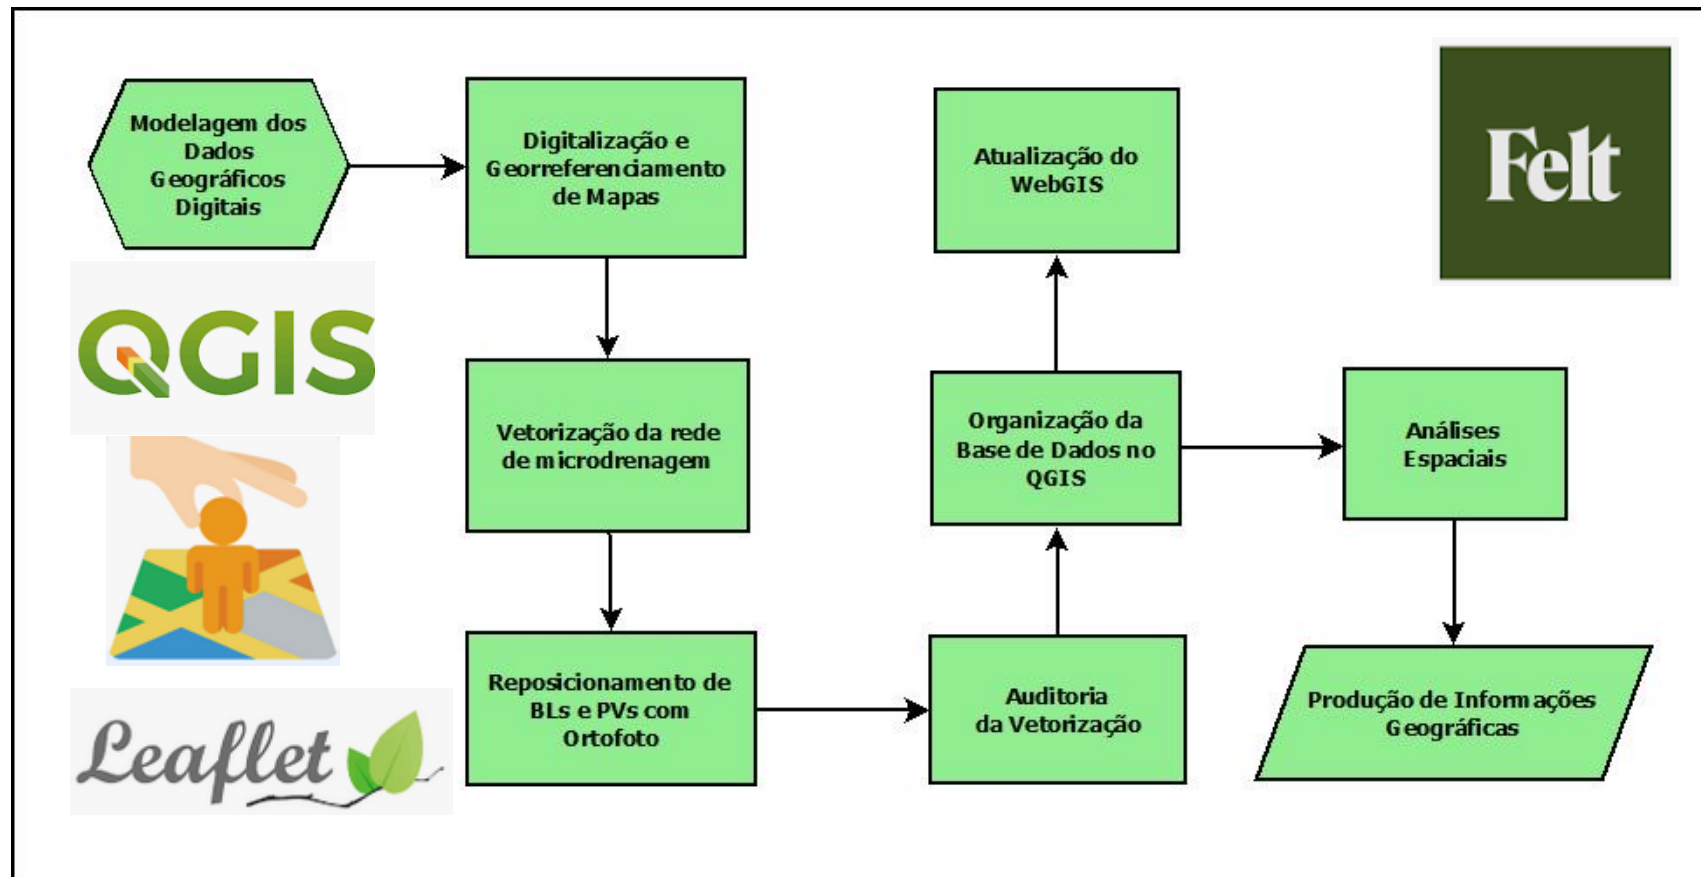 Modelagem dos
Dados
Geográficos
Digitais
Digitalização e
Georreferenciamento
de Mapas
Vetorização da rede
de microdrenagem
Reposicionamento de
BLs e PVs com
Ortofoto
Auditoria
da Vetorização
Organização da
Base de Dados no
QGIS
Atualização do
WebGIS
Análises
Espaciais
Produção de Informações
Geográficas
QGIS
Leaflet
Felt